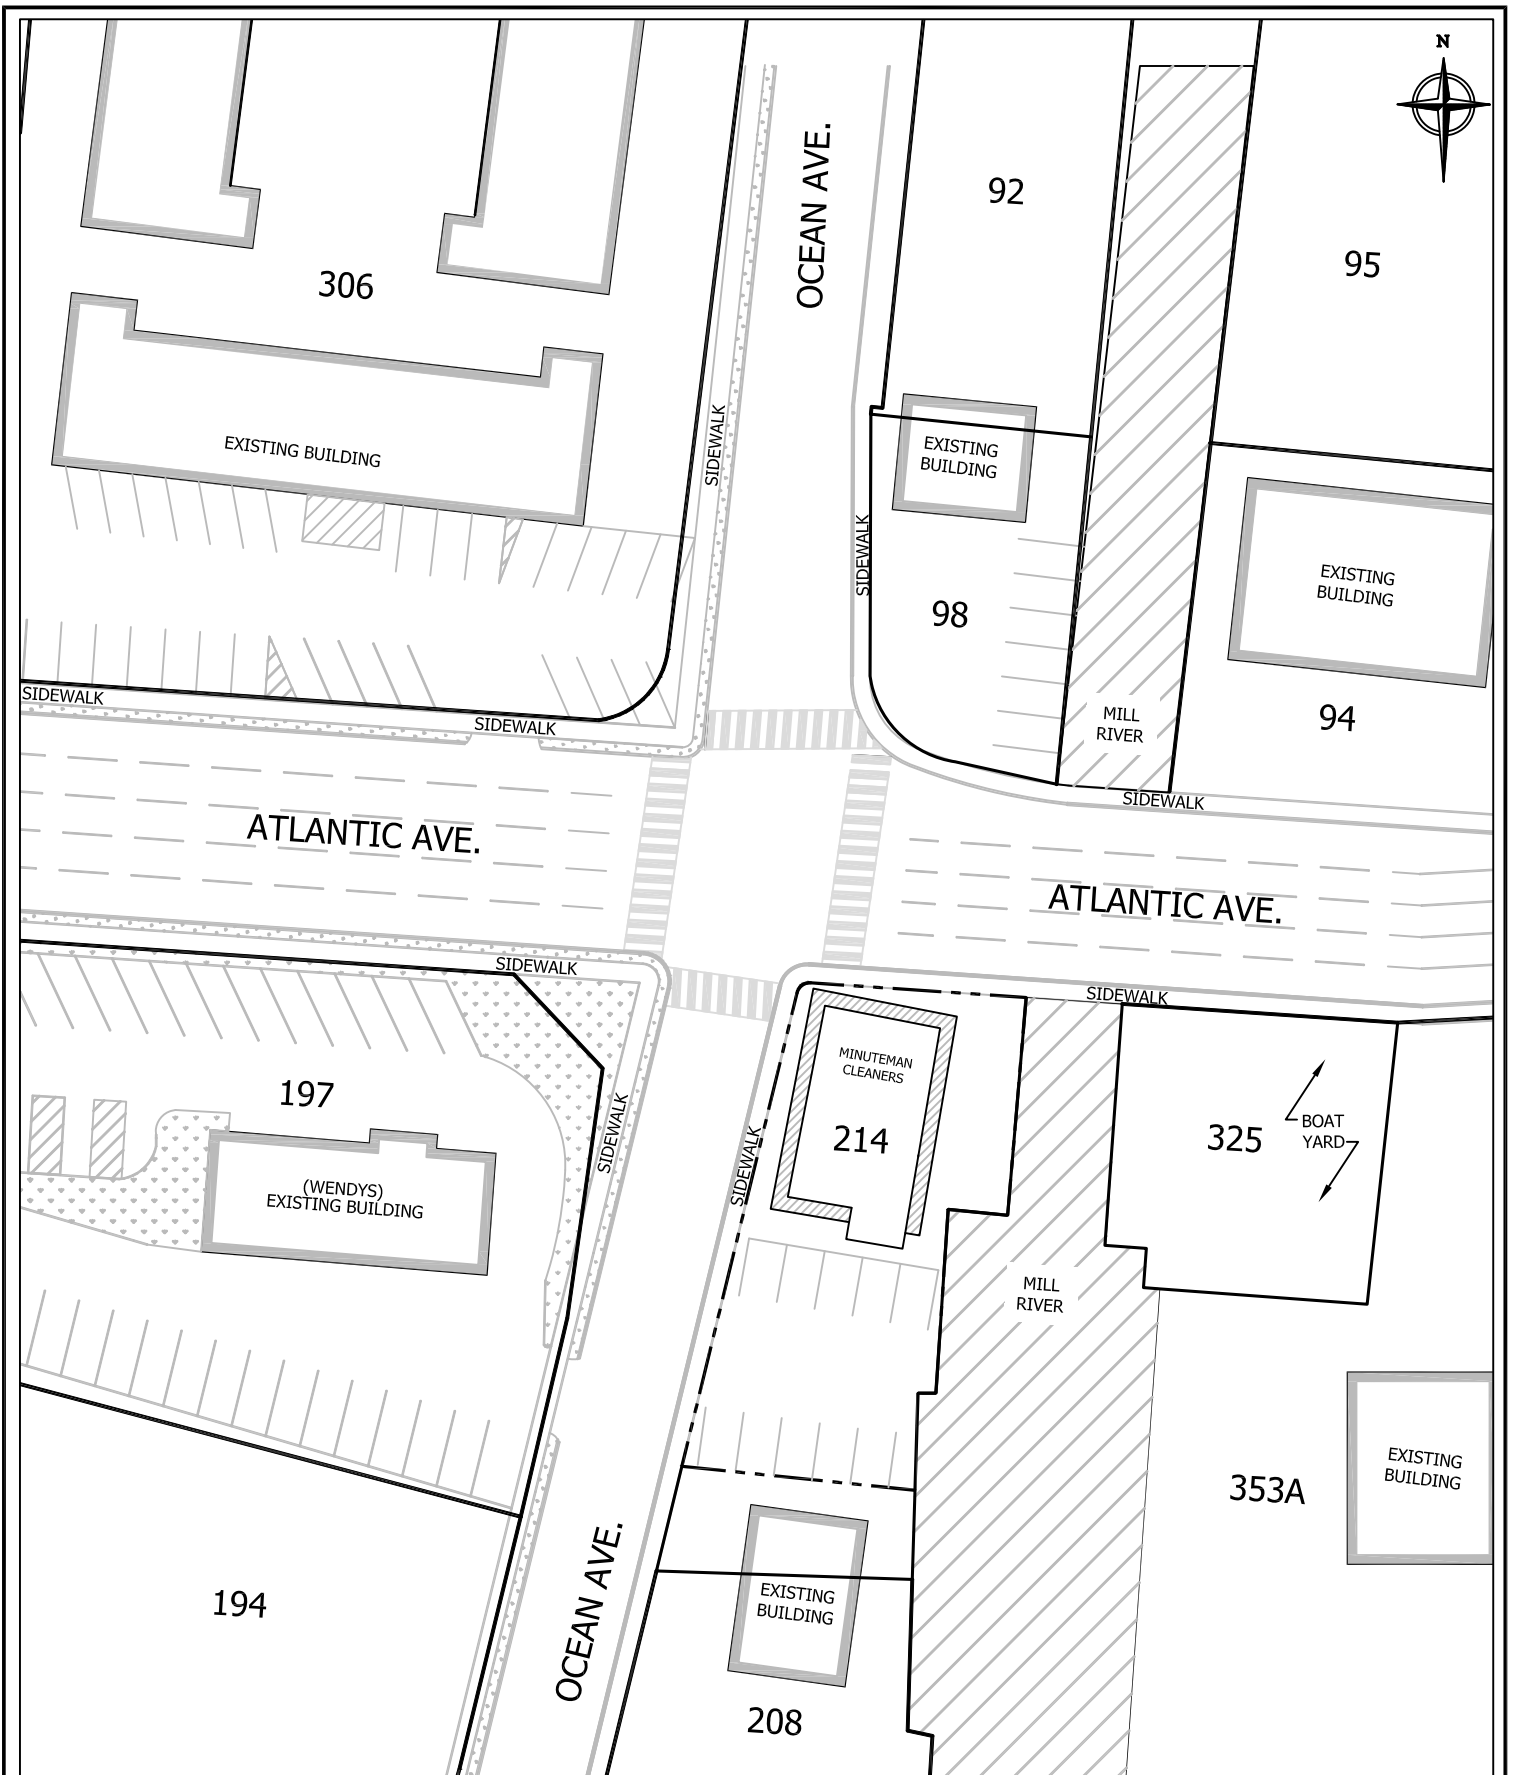 N
OCEAN AVE.
92
95
306
SIDEWALK
EXISTING BUILDING
EXISTING
BUILDING
SIDEWALK
98
EXISTING
BUILDING
SIDEWALK
SIDEWALK
MILL
RIVER
94
SIDEWALK
ATLANTIC AVE.
ATLANTIC AVE.
SIDEWALK
SIDEWALK
MINUTEMAN
CLEANERS
197
214
325
BOAT
YARD
SIDEWALK
SIDEWALK
(WENDYS)
EXISTING BUILDING
MILL
RIVER
353A
EXISTING
BUILDING
194
OCEAN AVE.
EXISTING
BUILDING
208